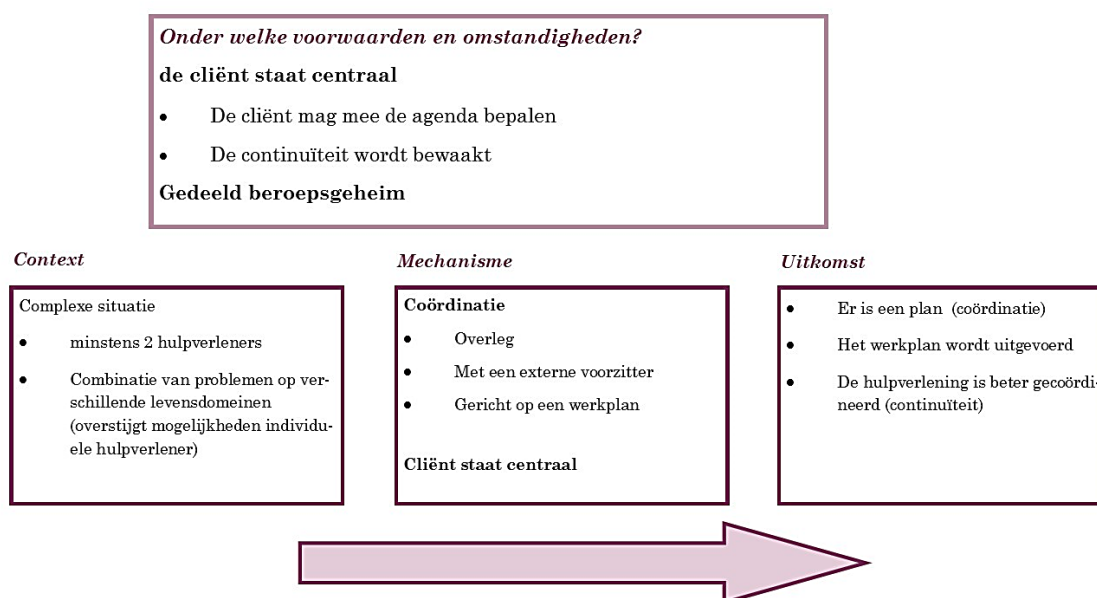 Onder welke voorwaarden en omstandigheden?
de cliënt staat centraal
• De cliënt mag mee de agenda bepalen
• De continuïteit wordt bewaakt
Gedeeld beroepsgeheim
Context
Complexe situatie
• minstens 2 hulpverleners
• Combinatie van problemen op ver-
schillende levensdomeinen
(overstijgt mogelijkheden individu-
ele hulpverlener)
Mechanisme
Coördinatie
• Overleg
• Met een externe voorzitter
• Gericht op een werkplan
Cliënt staat centraal
Uitkomst
• Er is een plan (coördinatie)
• Het werkplan wordt uitgevoerd
• De hulpverlening is beter gecoördi-
neerd (continuïteit)